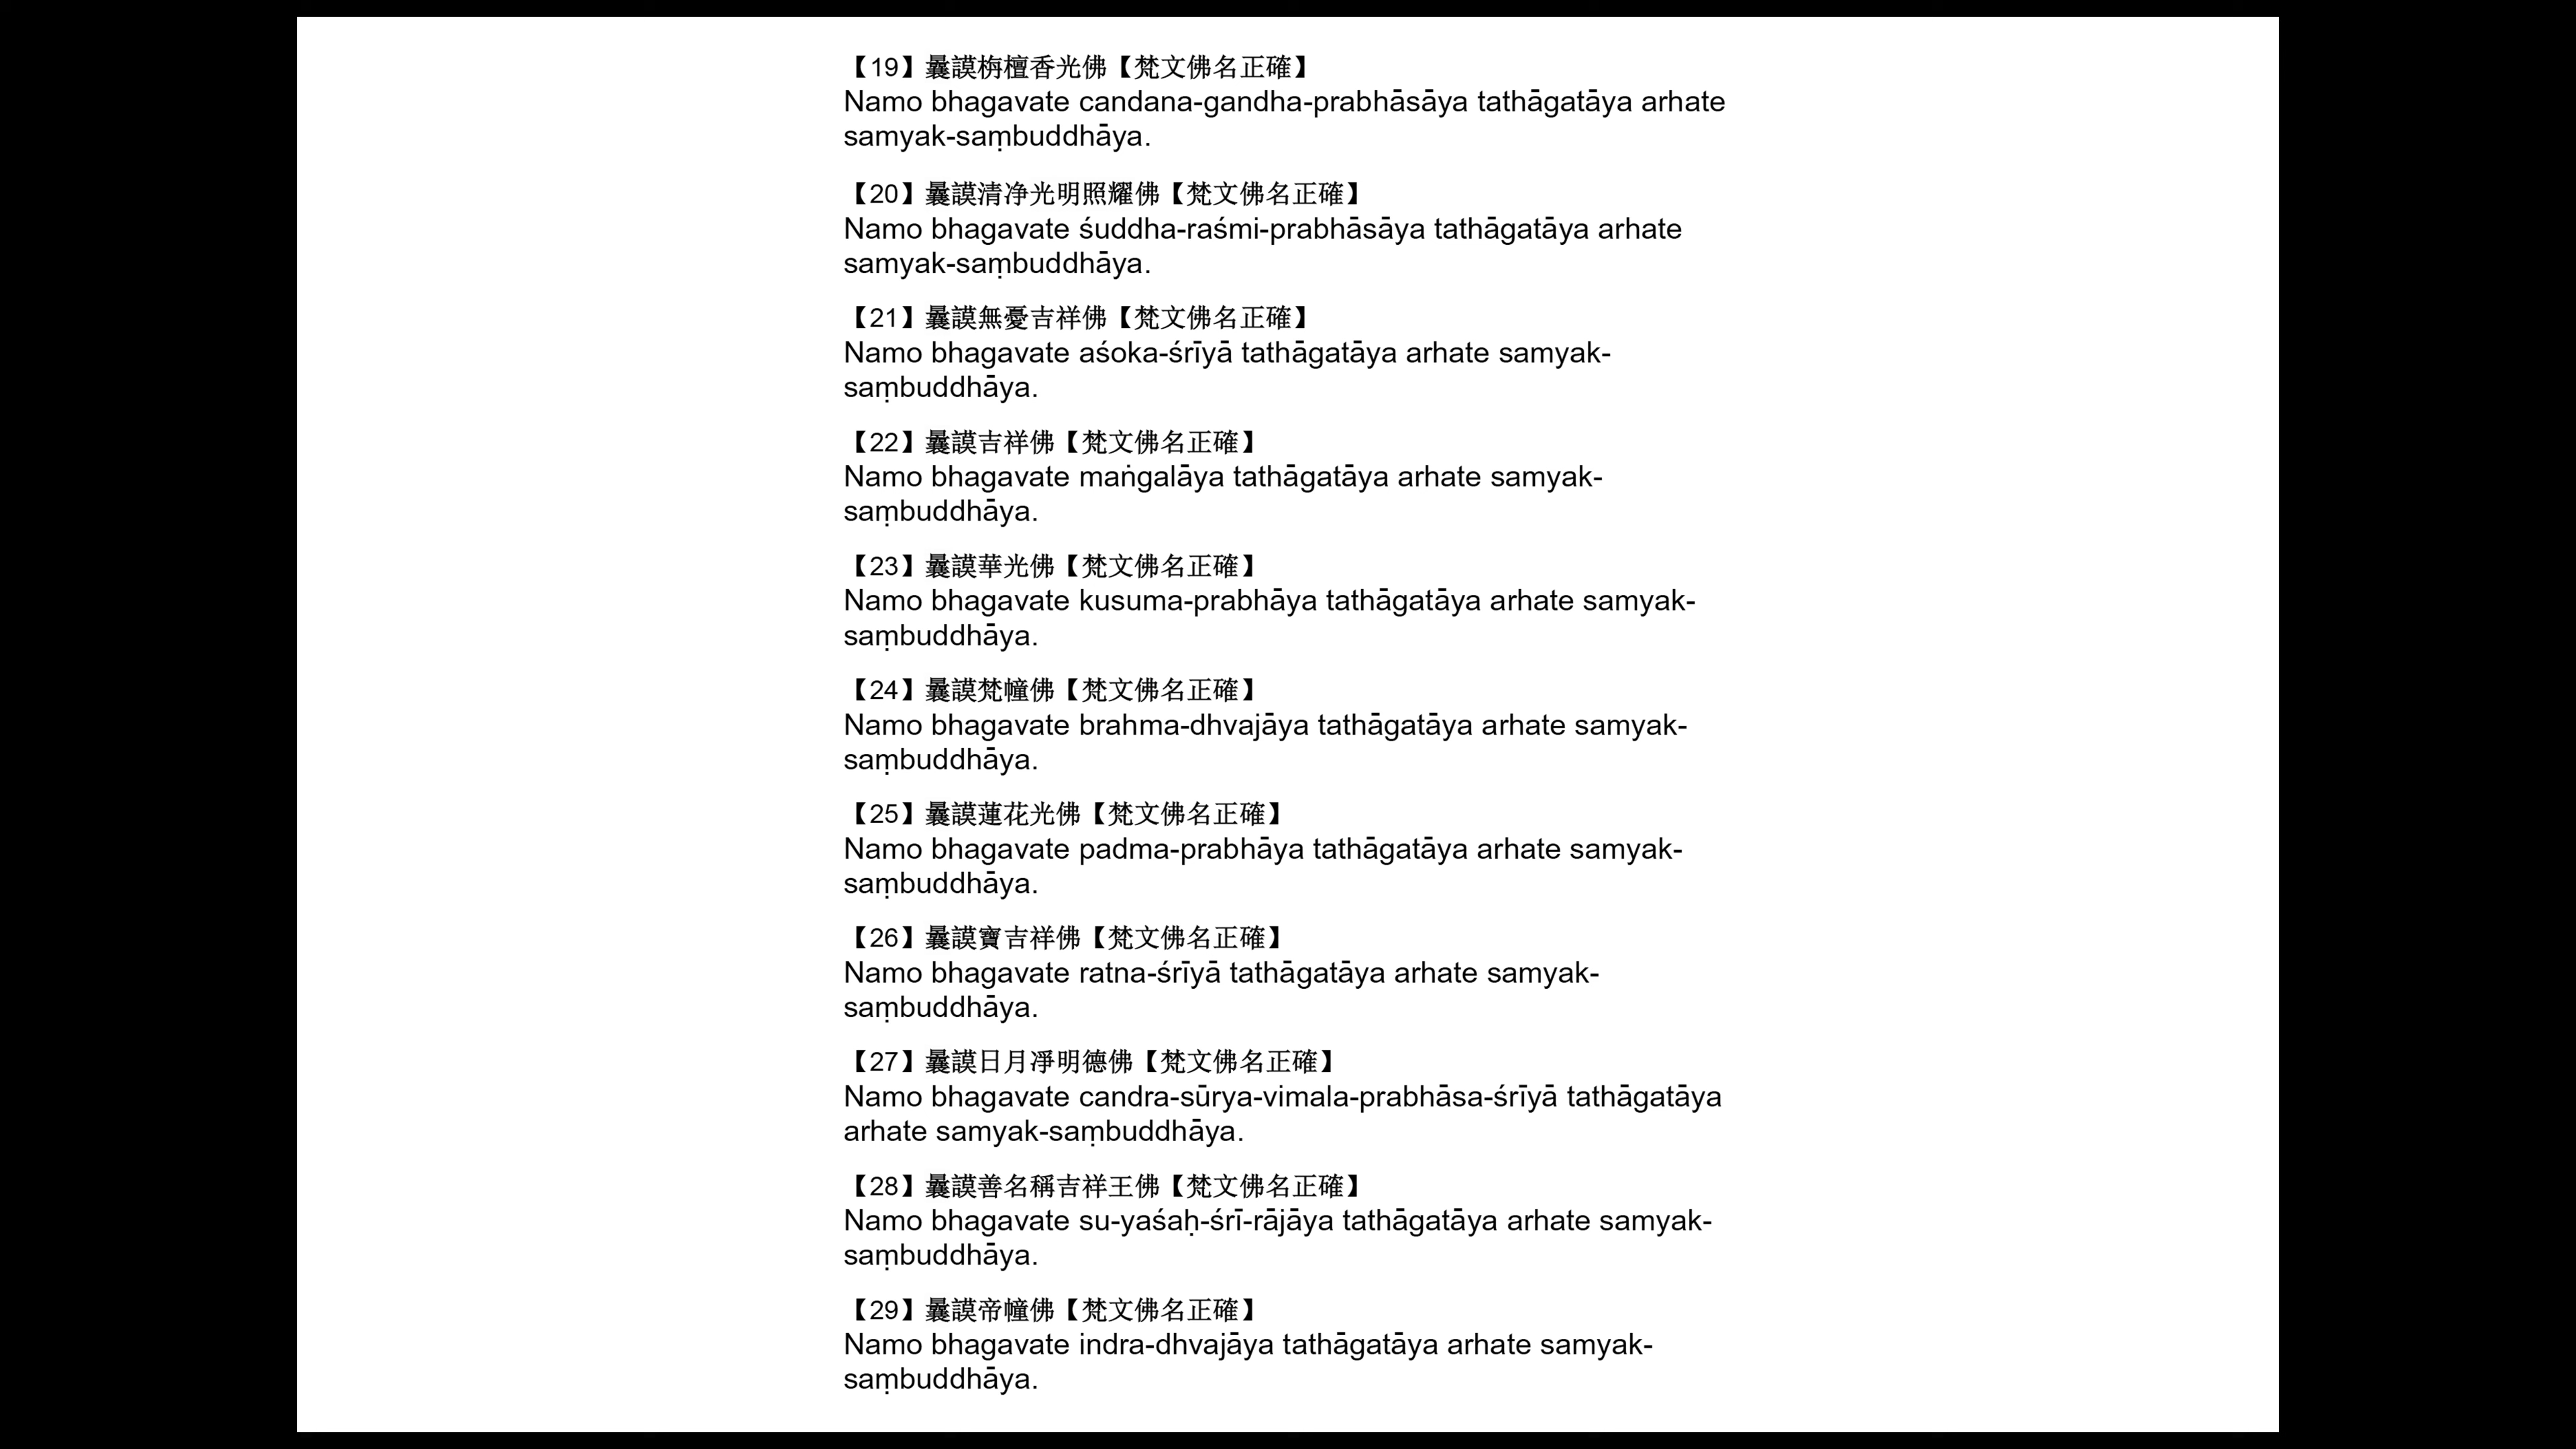 【19】曩謨栴檀香光佛【梵文佛名正確】
Namo bhagavate candana-gandha-prabhāsāya tathāgatāya arhate
samyak-saṃbuddhāya.
【20】曩謨清净光明照耀佛【梵文佛名正確】
Namo bhagavate śuddha-raśmi-prabhāsāya tathāgatāya arhate
samyak-saṃbuddhāya.
【21】曩謨無憂吉祥佛【梵文佛名正確】
Namo bhagavate aśoka-śrīyā tathāgatāya arhate samyak-
saṃbuddhāya.
【22】曩謨吉祥佛【梵文佛名正確】
Namo bhagavate maṅgalāya tathāgatāya arhate samyak-
saṃbuddhāya.
【23】曩謨華光佛【梵文佛名正確】
Namo bhagavate kusuma-prabhāya tathāgatāya arhate samyak-
saṃbuddhāya.
【24】曩謨梵幢佛【梵文佛名正確】
Namo bhagavate brahma-dhvajāya tathāgatāya arhate samyak-
saṃbuddhāya.
【25】曩謨蓮花光佛【梵文佛名正確】
Namo bhagavate padma-prabhāya tathāgatāya arhate samyak-
saṃbuddhāya.
【26】曩謨寶吉祥佛【梵文佛名正確】
Namo bhagavate ratna-śrīyā tathāgatāya arhate samyak-
saṃbuddhāya.
【27】曩謨日月凈明德佛【梵文佛名正確】
Namo bhagavate candra-sūrya-vimala-prabhāsa-śrīyā tathāgatāya
arhate samyak-saṃbuddhāya.
【28】曩謨善名稱吉祥王佛【梵文佛名正確】
Namo bhagavate su-yaśaḥ-śrī-rājāya tathāgatāya arhate samyak-
saṃbuddhāya.
【29】曩謨帝幢佛【梵文佛名正確】
Namo bhagavate indra-dhvajāya tathāgatāya arhate samyak-
saṃbuddhāya.